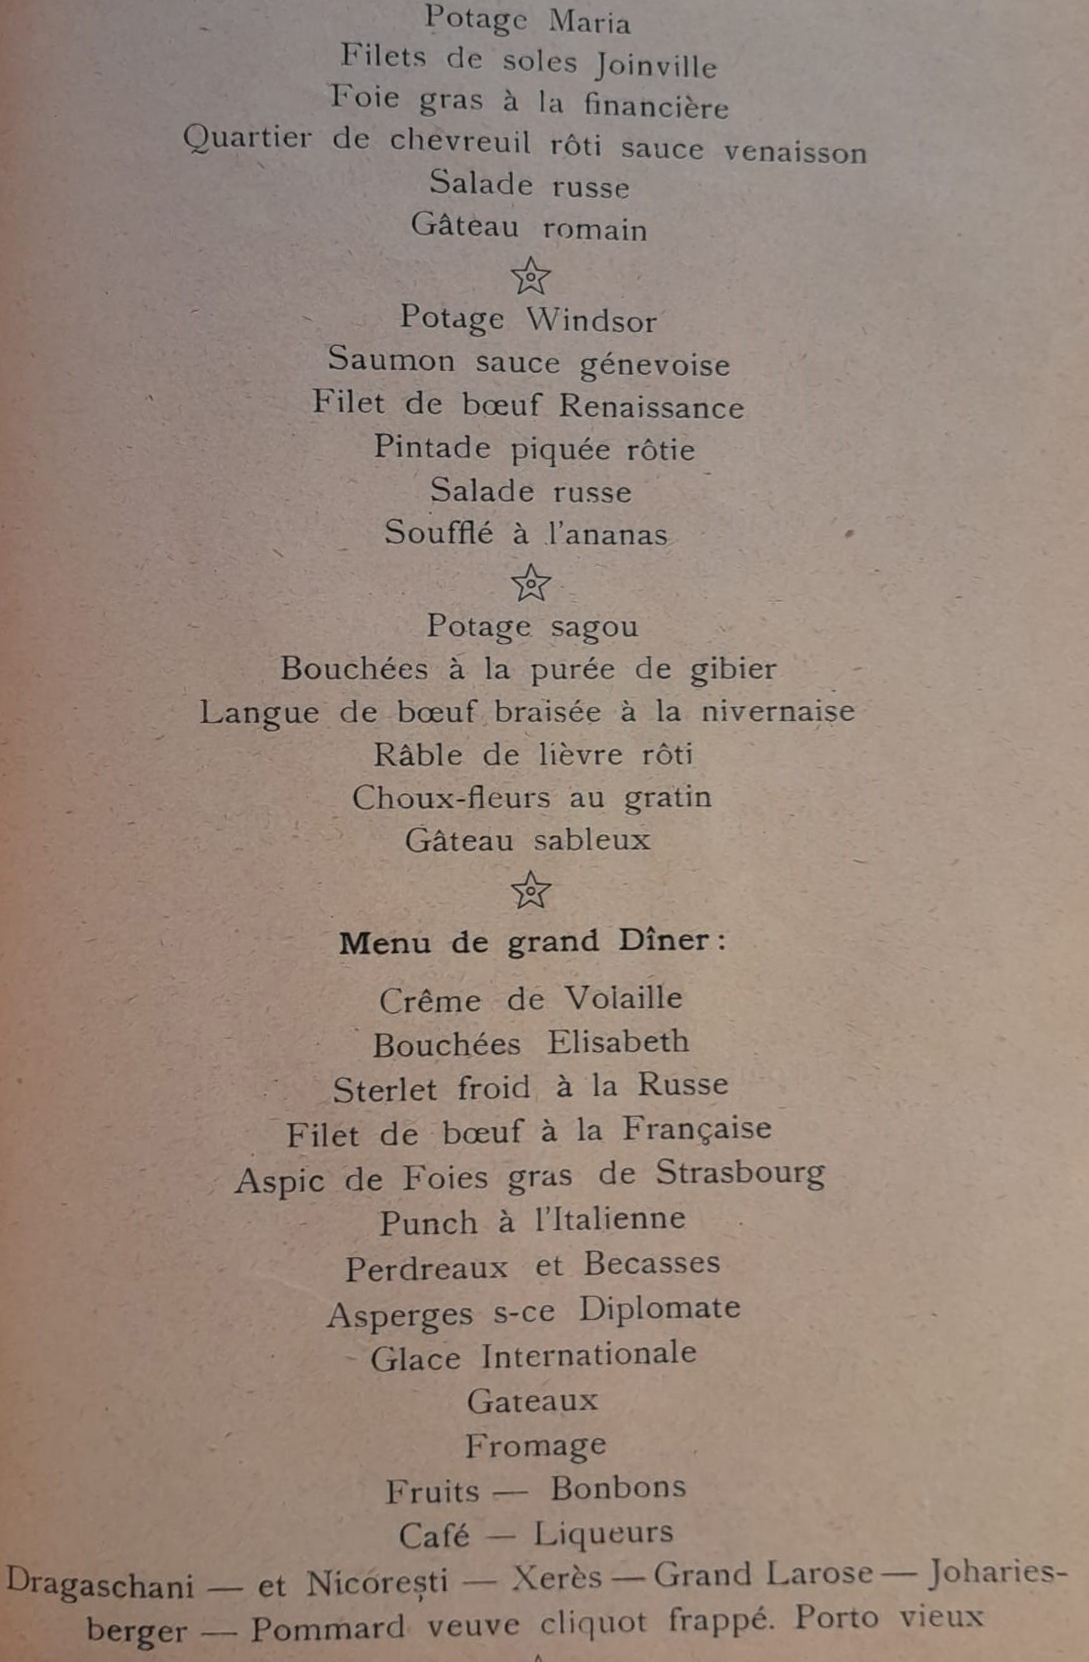 Potage Maria
Filets de soles Joinville
Foie gras à la financière
Quartier de chevreuil rôti sauce venaisson
Salade russe
Gâteau romain
Potage Windsor
Saumon sauce génevoise
Filet de bœuf Renaissance
Pintade piquée rôtie
Salade russe
Soufflé à l'ananas
Potage sagou
Bouchées à la purée de gibier
Langue de bœuf braisée à la nivernaise
Râble de lièvre rôti
Choux-fleurs au gratin
Gâteau sableux
Menu de grand Dîner :
Crême de Volaille
Bouchées Elisabeth
Sterlet froid à la Russe
Filet de bœuf à la Française
Aspic de Foies gras de Strasbourg
Punch à l'Italienne
Perdreaux et Becasses
Asperges s-ce Diplomate
Glace Internationale
Gateaux
Fromage
Fruits — Bonbons
Café — Liqueurs
Dragaschani — et Nicorești — Xerès — Grand Larose — Joharies-
berger — Pommard veuve cliquot frappé. Porto vieux